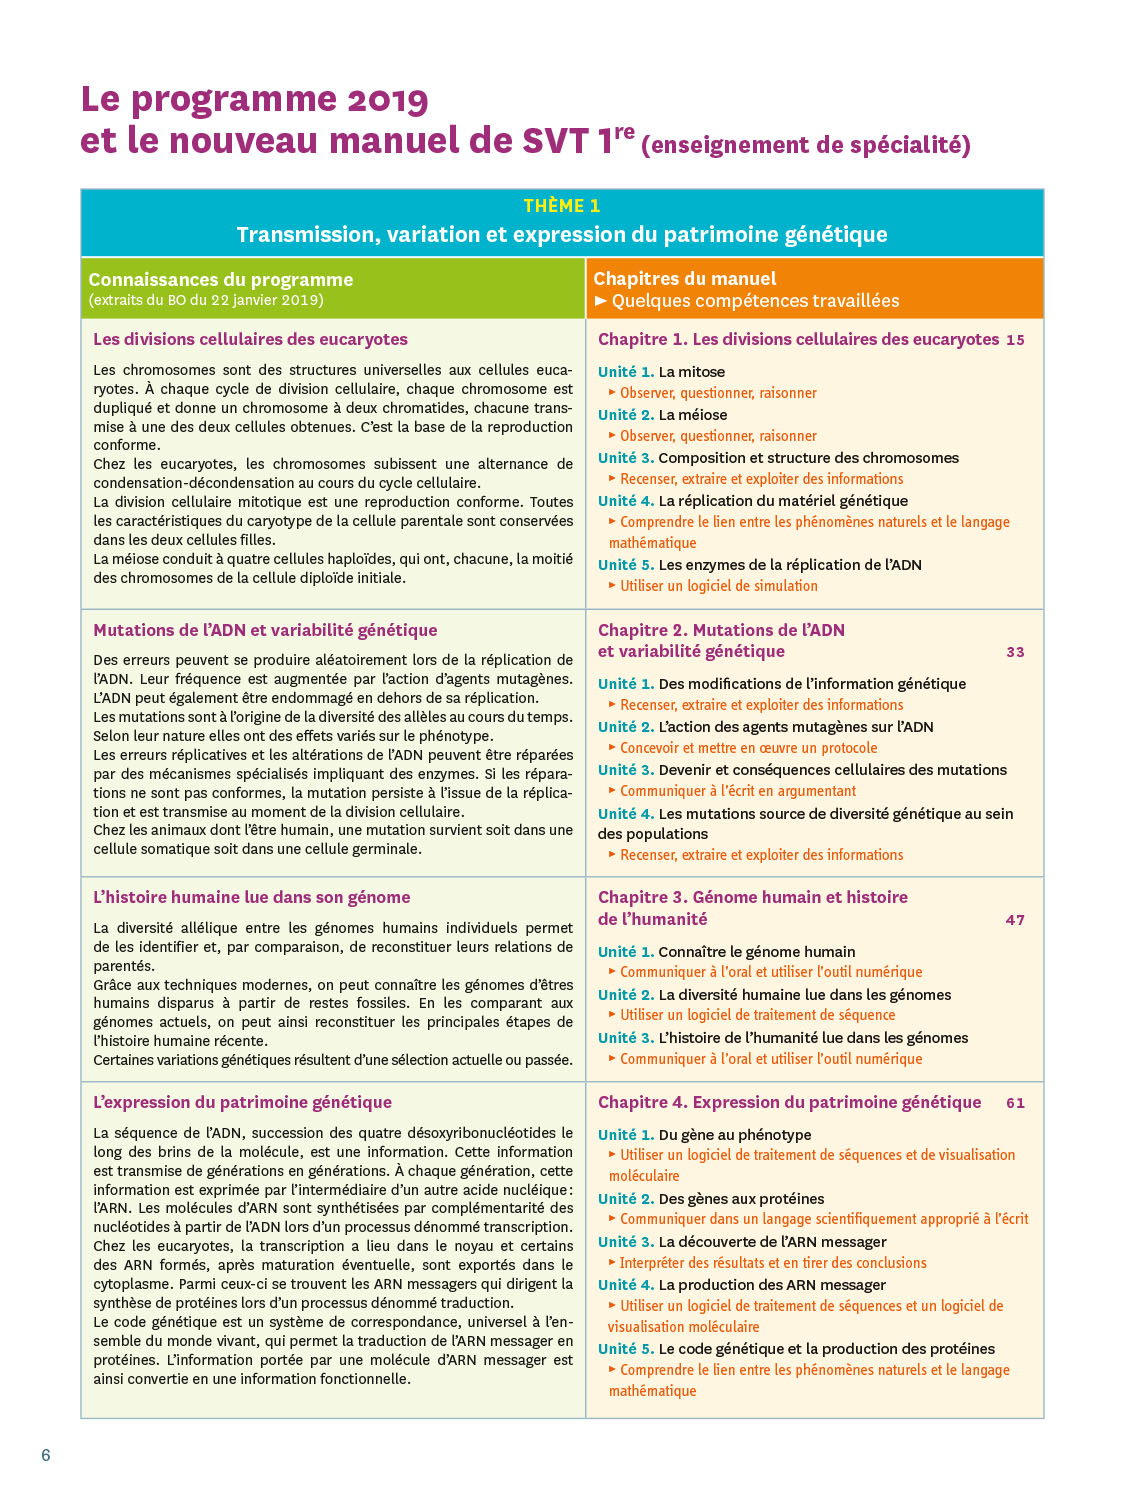 Le programme 2019
et le nouveau manuel de SVT 1re (enseignement de spécialité)
THÈME 1
Transmission, variation et expression du patrimoine génétique
Connaissances du programme
(extraits du BO du 22 janvier 2019)
Chapitres du manuel
► Quelques compétences travaillées
Les divisions cellulaires des eucaryotes
Les chromosomes sont des structures universelles aux cellules euca-
ryotes. À chaque cycle de division cellulaire, chaque chromosome est
dupliqué et donne un chromosome à deux chromatides, chacune trans-
mise à une des deux cellules obtenues. C’est la base de la reproduction
conforme.
Chez les eucaryotes, les chromosomes subissent une alternance de
condensation-décondensation au cours du cycle cellulaire.
La division cellulaire mitotique est une reproduction conforme. Toutes
les caractéristiques du caryotype de la cellule parentale sont conservées
dans les deux cellules filles.
La méiose conduit à quatre cellules haploïdes, qui ont, chacune, la moitié
des chromosomes de la cellule diploïde initiale.
Chapitre 1. Les divisions cellulaires des eucaryotes 15
Unité 1. La mitose
► Observer, questionner, raisonner
Unité 2. La méiose
► Observer, questionner, raisonner
Unité 3. Composition et structure des chromosomes
► Recenser, extraire et exploiter des informations
Unité 4. La réplication du matériel génétique
► Comprendre le lien entre les phénomènes naturels et le langage
mathématique
Unité 5. Les enzymes de la réplication de l’ADN
► Utiliser un logiciel de simulation
Mutations de l’ADN et variabilité génétique
Des erreurs peuvent se produire aléatoirement lors de la réplication de
l’ADN. Leur fréquence est augmentée par l’action d’agents mutagènes.
L’ADN peut également être endommagé en dehors de sa réplication.
Les mutations sont à l’origine de la diversité des allèles au cours du temps.
Selon leur nature elles ont des effets variés sur le phénotype.
Les erreurs réplicatives et les altérations de l’ADN peuvent être réparées
par des mécanismes spécialisés impliquant des enzymes. Si les répara-
tions ne sont pas conformes, la mutation persiste à l’issue de la réplica-
tion et est transmise au moment de la division cellulaire.
Chez les animaux dont l’être humain, une mutation survient soit dans une
cellule somatique soit dans une cellule germinale.
Chapitre 2. Mutations de l’ADN
et variabilité génétique 33
Unité 1. Des modifications de l’information génétique
► Recenser, extraire et exploiter des informations
Unité 2. L’action des agents mutagènes sur l’ADN
► Concevoir et mettre en œuvre un protocole
Unité 3. Devenir et conséquences cellulaires des mutations
► Communiquer à l’écrit en argumentant
Unité 4. Les mutations source de diversité génétique au sein
des populations
► Recenser, extraire et exploiter des informations
L’histoire humaine lue dans son génome
La diversité allélique entre les génomes humains individuels permet
de les identifier et, par comparaison, de reconstituer leurs relations de
parentés.
Grâce aux techniques modernes, on peut connaître les génomes d’êtres
humains disparus à partir de restes fossiles. En les comparant aux
génomes actuels, on peut ainsi reconstituer les principales étapes de
l’histoire humaine récente.
Certaines variations génétiques résultent d’une sélection actuelle ou passée.
Chapitre 3. Génome humain et histoire
de l’humanité 47
Unité 1. Connaître le génome humain
► Communiquer à l’oral et utiliser l’outil numérique
Unité 2. La diversité humaine lue dans les génomes
► Utiliser un logiciel de traitement de séquence
Unité 3. L’histoire de l’humanité lue dans les génomes
► Communiquer à l’oral et utiliser l’outil numérique
L’expression du patrimoine génétique
La séquence de l’ADN, succession des quatre désoxyribonucléotides le
long des brins de la molécule, est une information. Cette information
est transmise de générations en générations. À chaque génération, cette
information est exprimée par l’intermédiaire d’un autre acide nucléique :
l’ARN. Les molécules d’ARN sont synthétisées par complémentarité des
nucléotides à partir de l’ADN lors d’un processus dénommé transcription.
Chez les eucaryotes, la transcription a lieu dans le noyau et certains
des ARN formés, après maturation éventuelle, sont exportés dans le
cytoplasme. Parmi ceux-ci se trouvent les ARN messagers qui dirigent la
synthèse de protéines lors d’un processus dénommé traduction.
Le code génétique est un système de correspondance, universel à l’en-
semble du monde vivant, qui permet la traduction de l’ARN messager en
protéines. L’information portée par une molécule d’ARN messager est
ainsi convertie en une information fonctionnelle.
Chapitre 4. Expression du patrimoine génétique 61
Unité 1. Du gène au phénotype
► Utiliser un logiciel de traitement de séquences et de visualisation
moléculaire
Unité 2. Des gènes aux protéines
► Communiquer dans un langage scientifiquement approprié à l’écrit
Unité 3. La découverte de l’ARN messager
► Interpréter des résultats et en tirer des conclusions
Unité 4. La production des ARN messager
► Utiliser un logiciel de traitement de séquences et un logiciel de
visualisation moléculaire
Unité 5. Le code génétique et la production des protéines
► Comprendre le lien entre les phénomènes naturels et le langage
mathématique
6